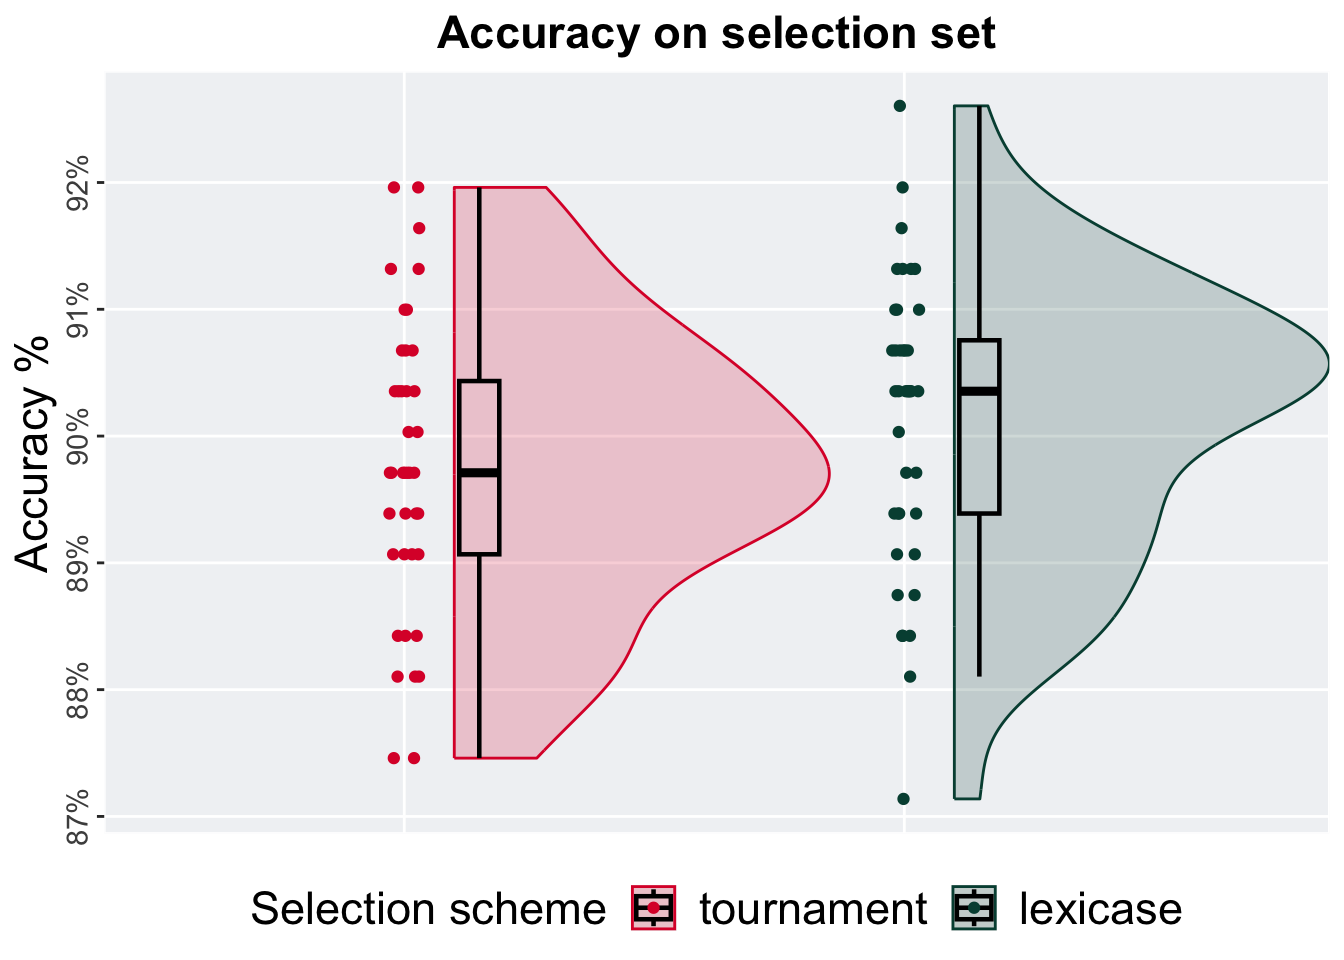 Accuracy on selection set
Accuracy %
92%
91%
90%
89%
88%
87%
Selection scheme tournament lexicase